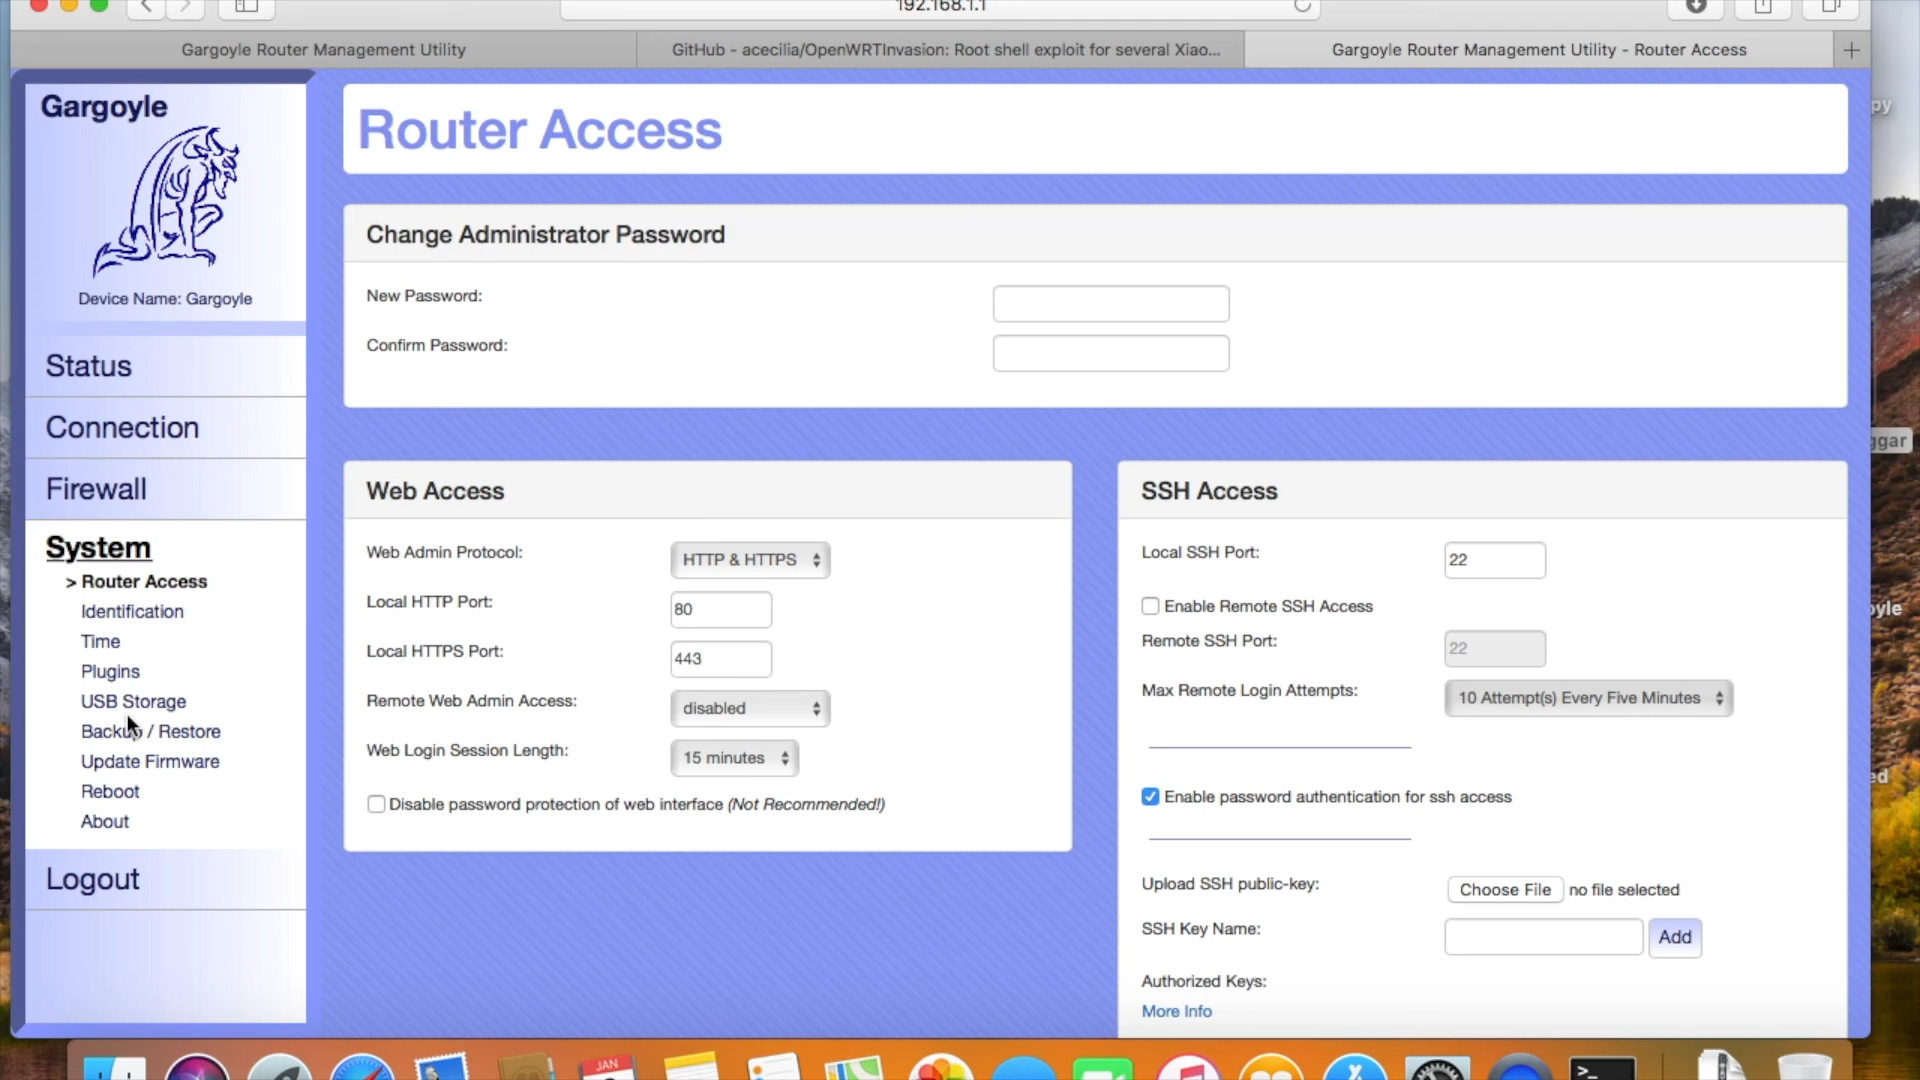 192.168.1.1
Gargoyle Router Management Utility
GitHub - acecilia/OpenWRTInvasion: Root shell exploit for several Xiao...
Gargoyle Router Management Utility - Router Access
Gargoyle
Device Name: Gargoyle
Status
Connection
Firewall
System
> Router Access
Identification
Time
Plugins
USB Storage
Backup / Restore
Update Firmware
Reboot
About
Logout
Router Access
Change Administrator Password
New Password:
Confirm Password:
Web Access
Web Admin Protocol: HTTP & HTTPS
Local HTTP Port: 80
Local HTTPS Port: 443
Remote Web Admin Access: disabled
Web Login Session Length: 15 minutes
Disable password protection of web interface (Not Recommended!)
SSH Access
Local SSH Port: 22
Enable Remote SSH Access
Remote SSH Port: 22
Max Remote Login Attempts: 10 Attempt(s) Every Five Minutes
Enable password authentication for ssh access
Upload SSH public-key: Choose File no file selected
SSH Key Name: Add
Authorized Keys:
More Info
JAN